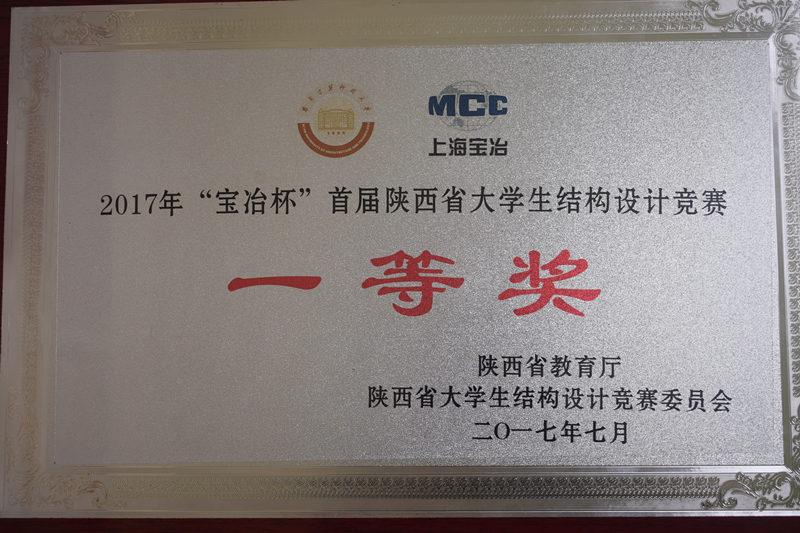 MCC
上海宝冶
2017年“宝冶杯”首届陕西省大学生结构设计竞赛
一等奖
陕西省教育厅
陕西省大学生结构设计竞赛委员会
二〇一七年七月